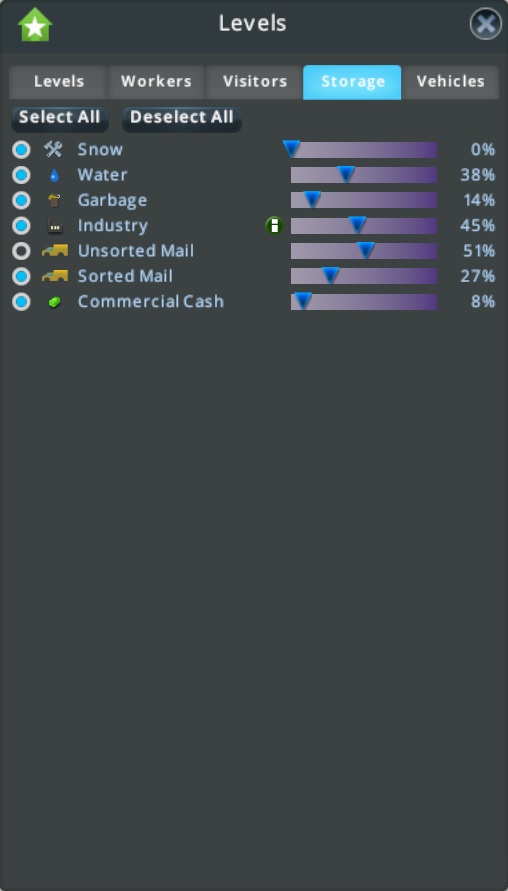 Levels
Levels Workers Visitors Storage Vehicles
Select All Deselect All
Snow 0%
Water 38%
Garbage 14%
Industry 45%
Unsorted Mail 51%
Sorted Mail 27%
Commercial Cash 8%